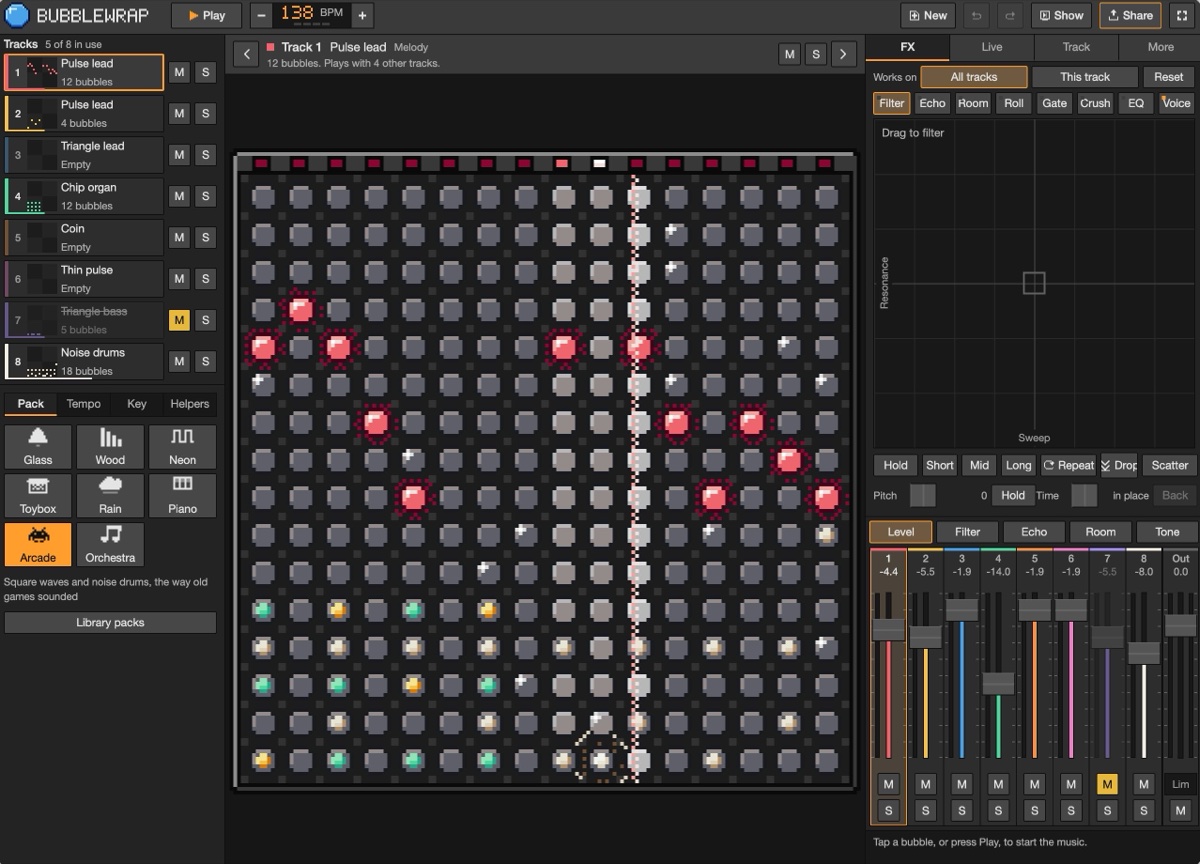 BUBBLEWRAP
Play
− 138 BPM +
New
Show
Share
Tracks 5 of 8 in use
1 Pulse lead M S
12 bubbles
2 Pulse lead M S
4 bubbles
3 Triangle lead M S
Empty
4 Chip organ M S
12 bubbles
5 Coin M S
Empty
6 Thin pulse M S
Empty
7 Triangle bass M S
5 bubbles
8 Noise drums M S
18 bubbles
Pack Tempo Key Helpers
Glass Wood Neon
Toybox Rain Piano
Arcade Orchestra
Square waves and noise drums, the way old
games sounded
Library packs
Track 1 Pulse lead Melody
12 bubbles. Plays with 4 other tracks.
M S
FX Live Track More
Works on All tracks This track Reset
Filter Echo Room Roll Gate Crush EQ Voice
Drag to filter
Resonance
Sweep
Hold Short Mid Long Repeat Drop Scatter
Pitch 0 Hold Time in place Back
Level Filter Echo Room Tone
1 2 3 4 5 6 7 8 Out
-4.4 -5.5 -1.9 -14.0 -1.9 -1.9 -5.5 -8.0 0.0
M M M M M M M M Lim
S S S S S S S S M
Tap a bubble, or press Play, to start the music.